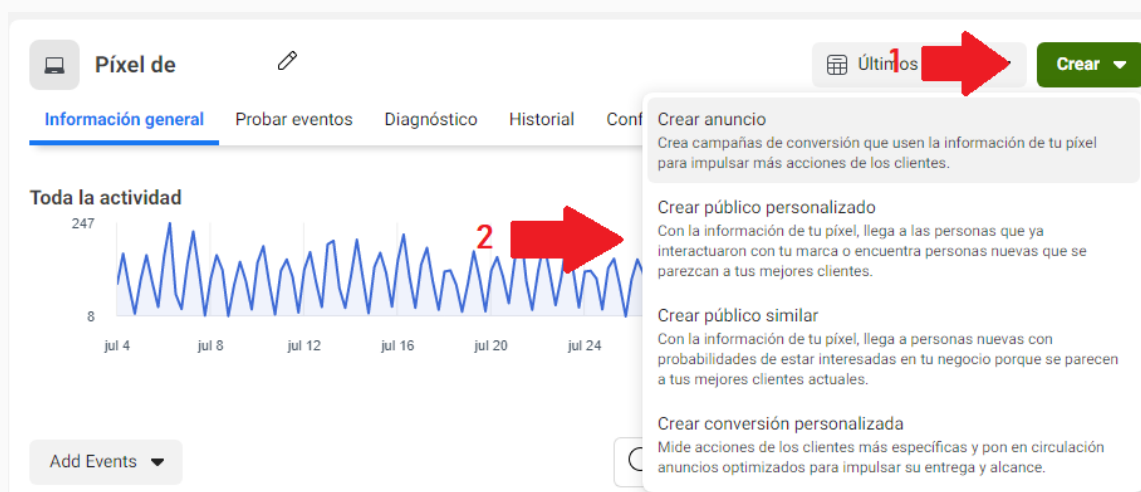 Píxel de
Últimos
1
Crear
Información general
Probar eventos
Diagnóstico
Historial
Conf
Crear anuncio
Crea campañas de conversión que usen la información de tu píxel
para impulsar más acciones de los clientes.
Toda la actividad
247
8
jul 4
jul 8
jul 12
jul 16
jul 20
jul 24
2
Crear público personalizado
Con la información de tu píxel, llega a las personas que ya
interactuaron con tu marca o encuentra personas nuevas que se
parezcan a tus mejores clientes.
Crear público similar
Con la información de tu píxel, llega a personas nuevas con
probabilidades de estar interesadas en tu negocio porque se parecen
a tus mejores clientes actuales.
Crear conversión personalizada
Mide acciones de los clientes más específicas y pon en circulación
anuncios optimizados para impulsar su entrega y alcance.
Add Events